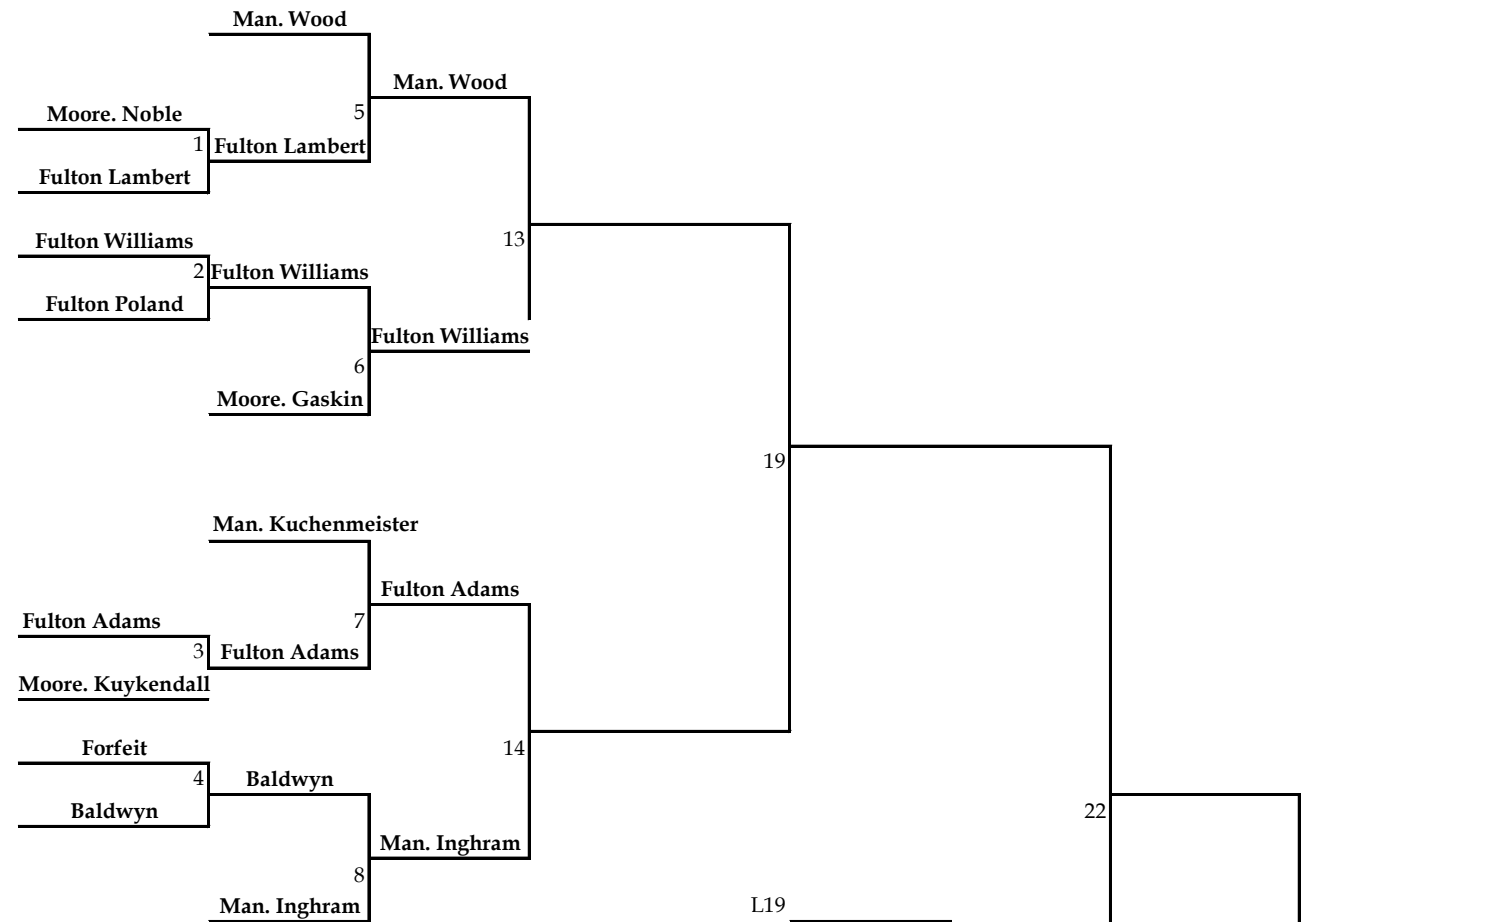 Man. Wood
Man. Wood
5
Moore. Noble
1
Fulton Lambert
Fulton Lambert
Fulton Williams
13
2
Fulton Williams
Fulton Poland
Fulton Williams
6
Moore. Gaskin
19
Man. Kuchenmeister
Fulton Adams
Fulton Adams
7
3
Fulton Adams
Moore. Kuykendall
Forfeit
14
4
Baldwyn
Baldwyn
22
Man. Inghram
8
Man. Inghram
L19